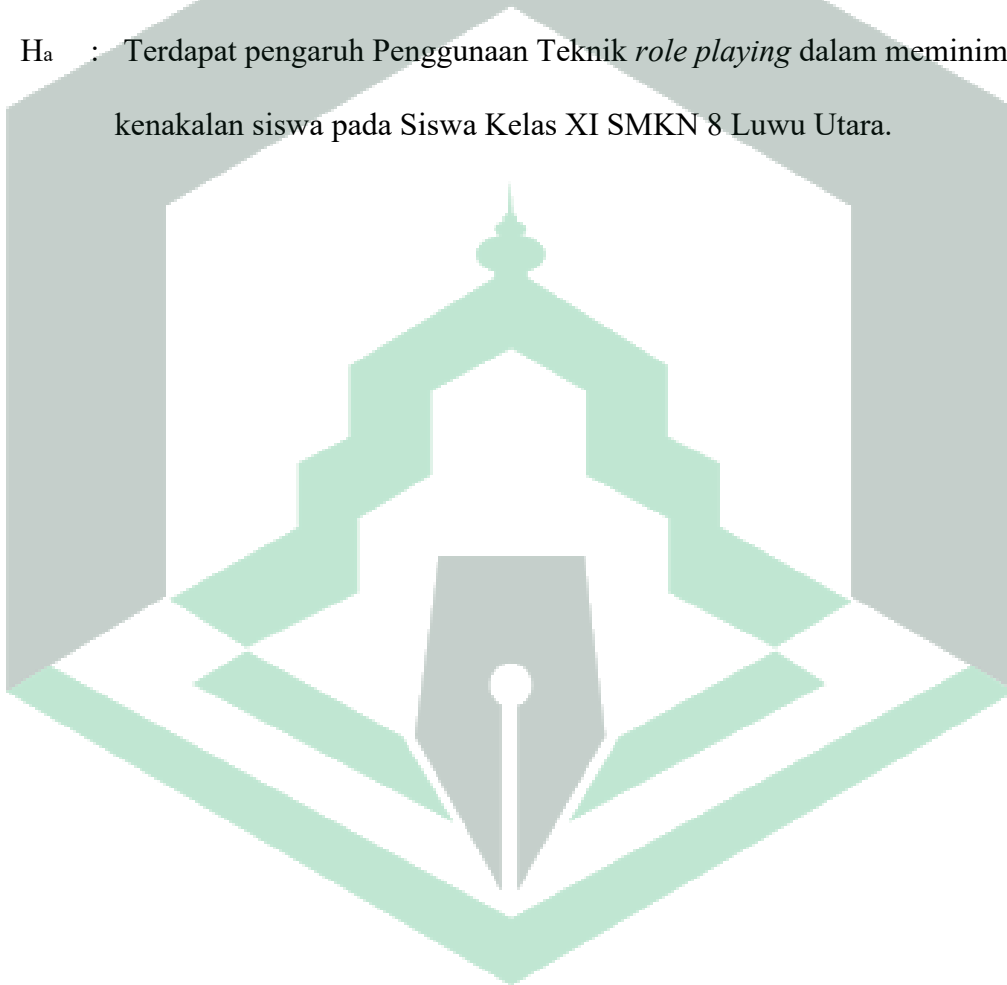 Ha : Terdapat pengaruh Penggunaan Teknik role playing dalam meminim
kenakalan siswa pada Siswa Kelas XI SMKN 8 Luwu Utara.